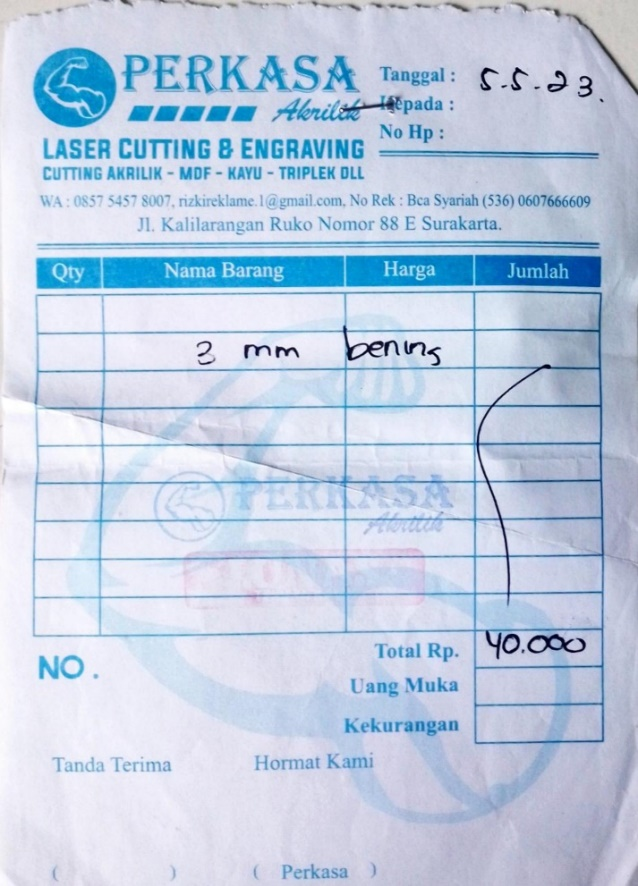 PERKASA
Akrilik
LASER CUTTING & ENGRAVING
CUTTING AKRILIK - MDF - KAYU - TRIPLEK DLL
Tanggal : 5.5.23.
Kepada :
No Hp :
WA : 0857 5457 8007, rizkireklame.1@gmail.com, No Rek : Bca Syariah (536) 0607666609
Jl. Kalilarangan Ruko Nomor 88 E Surakarta.
Qty Nama Barang Harga Jumlah
3 mm bening
PERKASA
Akrilik
Total Rp. 40.000
NO .
Uang Muka
Kekurangan
Tanda Terima Hormat Kami
( ) ( Perkasa )